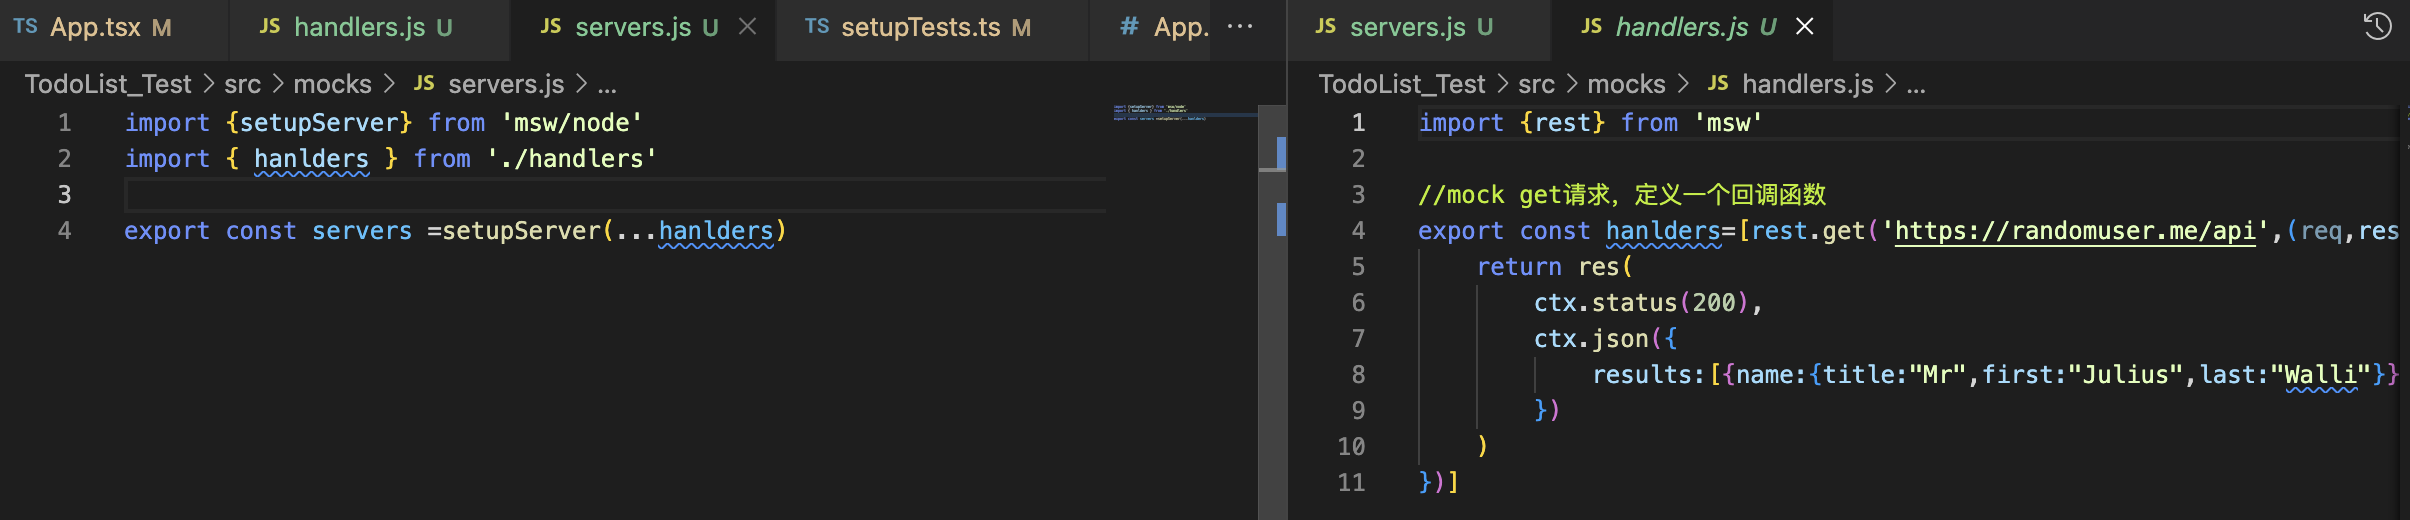 TS App.tsx M JS handlers.js U JS servers.js U TS setupTests.ts M # App. ...
TodoList_Test > src > mocks > JS servers.js > ...
1 import {setupServer} from 'msw/node'
2 import { hanlders } from './handlers'
3
4 export const servers =setupServer(...hanlders)
JS servers.js U JS handlers.js U
TodoList_Test > src > mocks > JS handlers.js > ...
1 import {rest} from 'msw'
2
3 //mock get请求，定义一个回调函数
4 export const hanlders=[rest.get('https://randomuser.me/api',(req,res
5 return res(
6 ctx.status(200),
7 ctx.json({
8 results:[{name:{title:"Mr",first:"Julius",last:"Walli"}}
9 })
10 )
11 })]